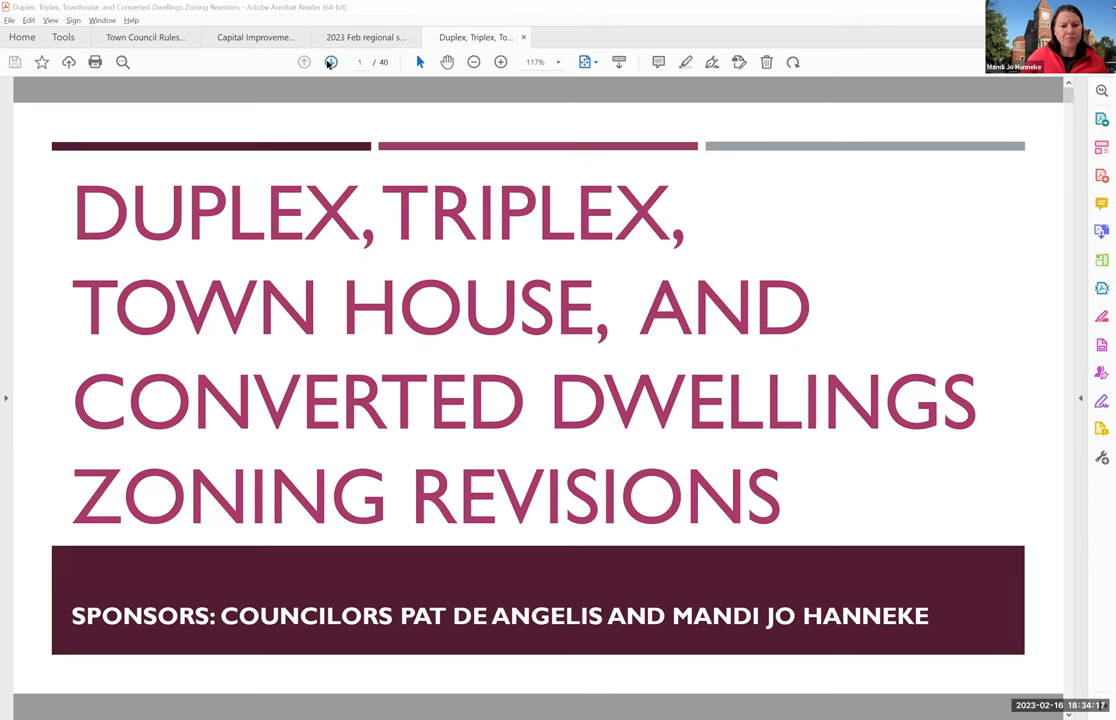 Duplex, Triplex, Townhouse, and Converted Dwellings Zoning Revisions - Adobe Acrobat Reader (64-bit)
File Edit View Sign Window Help
Home Tools Town Council Rules... Capital Improveme... 2023 Feb regional s... Duplex, Triplex, To... ×
1 / 40 117%
Mandi Jo Hanneke
DUPLEX, TRIPLEX,
TOWN HOUSE, AND
CONVERTED DWELLINGS
ZONING REVISIONS
SPONSORS: COUNCILORS PAT DE ANGELIS AND MANDI JO HANNEKE
2023-02-16 18:34:17